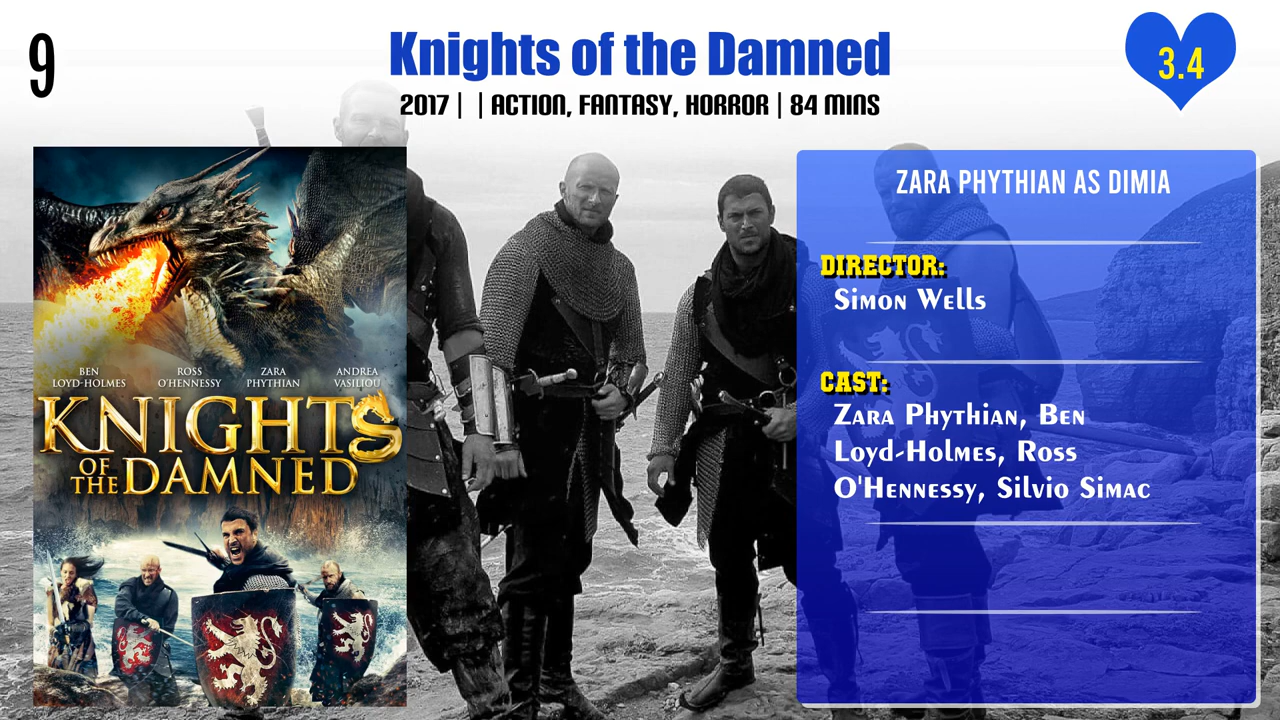 9
Knights of the Damned
3.4
2017 | | ACTION, FANTASY, HORROR | 84 MINS
BEN LOYD-HOLMES
ROSS O'HENNESSY
ZARA PHYTHIAN
ANDREA VASILIOU
KNIGHTS
OF THE DAMNED
ZARA PHYTHIAN AS DIMIA
DIRECTOR:
Simon Wells
CAST:
Zara Phythian, Ben
Loyd-Holmes, Ross
O'Hennessy, Silvio Simac